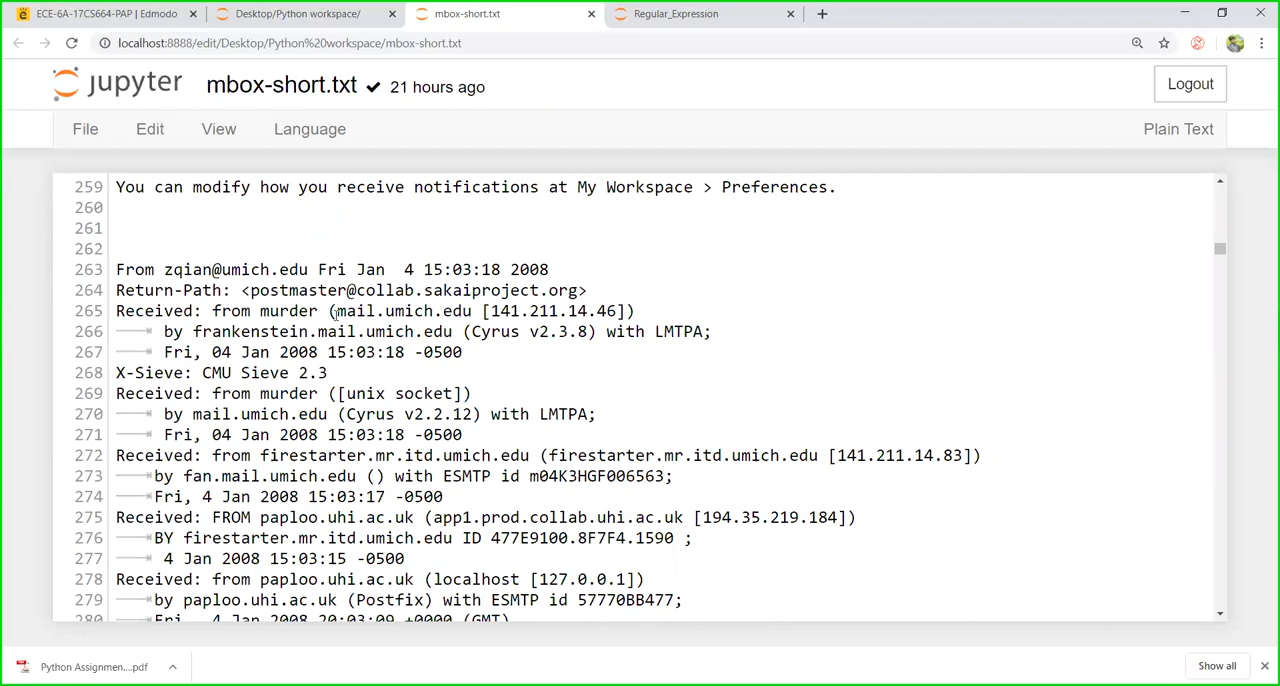 ECE-6A-17CS664-PAP | Edmodo
Desktop/Python workspace/
mbox-short.txt
Regular_Expression
localhost:8888/edit/Desktop/Python%20workspace/mbox-short.txt
jupyter mbox-short.txt ✔ 21 hours ago
Logout
File Edit View Language
Plain Text
259 You can modify how you receive notifications at My Workspace > Preferences.
260
261
262
263 From zqian@umich.edu Fri Jan  4 15:03:18 2008
264 Return-Path: <postmaster@collab.sakaiproject.org>
265 Received: from murder (mail.umich.edu [141.211.14.46])
266 by frankenstein.mail.umich.edu (Cyrus v2.3.8) with LMTPA;
267 Fri, 04 Jan 2008 15:03:18 -0500
268 X-Sieve: CMU Sieve 2.3
269 Received: from murder ([unix socket])
270 by mail.umich.edu (Cyrus v2.2.12) with LMTPA;
271 Fri, 04 Jan 2008 15:03:18 -0500
272 Received: from firestarter.mr.itd.umich.edu (firestarter.mr.itd.umich.edu [141.211.14.83])
273 by fan.mail.umich.edu () with ESMTP id m04K3HGF006563;
274 Fri, 4 Jan 2008 15:03:17 -0500
275 Received: FROM paploo.uhi.ac.uk (app1.prod.collab.uhi.ac.uk [194.35.219.184])
276 BY firestarter.mr.itd.umich.edu ID 477E9100.8F7F4.1590 ;
277 4 Jan 2008 15:03:15 -0500
278 Received: from paploo.uhi.ac.uk (localhost [127.0.0.1])
279 by paploo.uhi.ac.uk (Postfix) with ESMTP id 57770BB477;
280 Fri, 4 Jan 2008 20:03:09 +0000 (GMT)
Python Assignmen....pdf
Show all